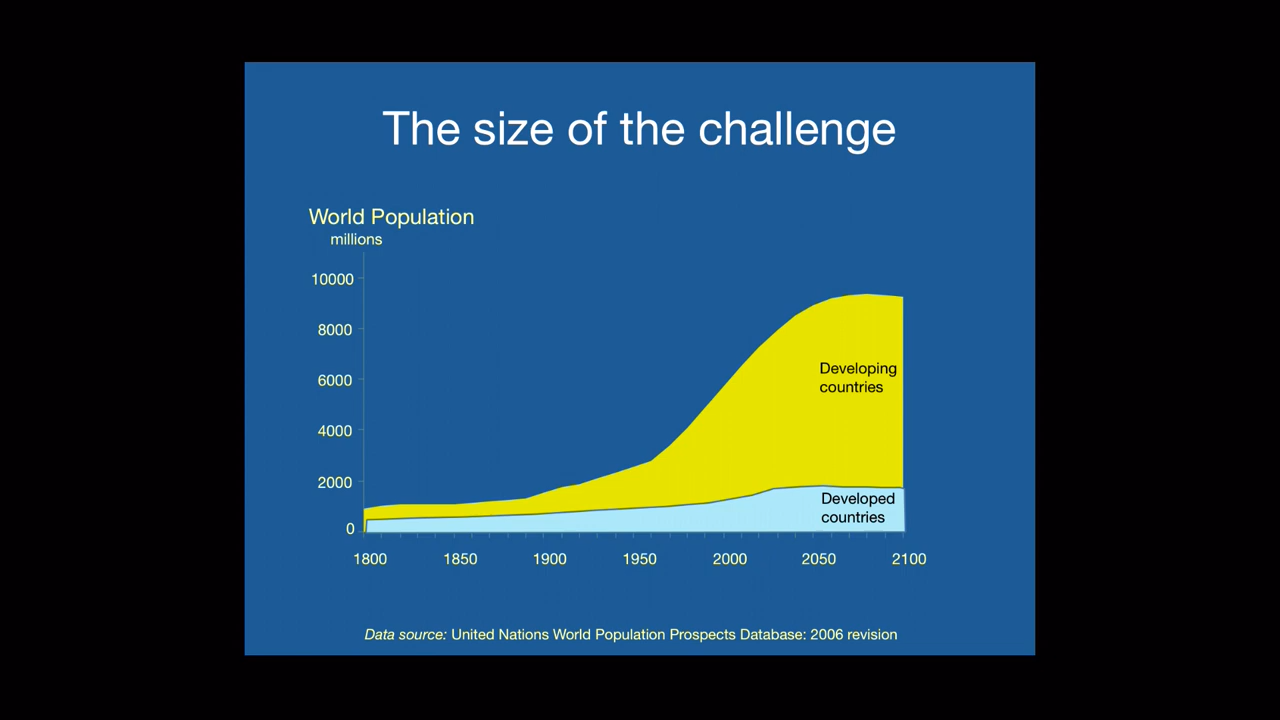 The size of the challenge
World Population
millions
10000
8000
6000
4000
2000
0
Developing
countries
Developed
countries
1800 1850 1900 1950 2000 2050 2100
Data source: United Nations World Population Prospects Database: 2006 revision